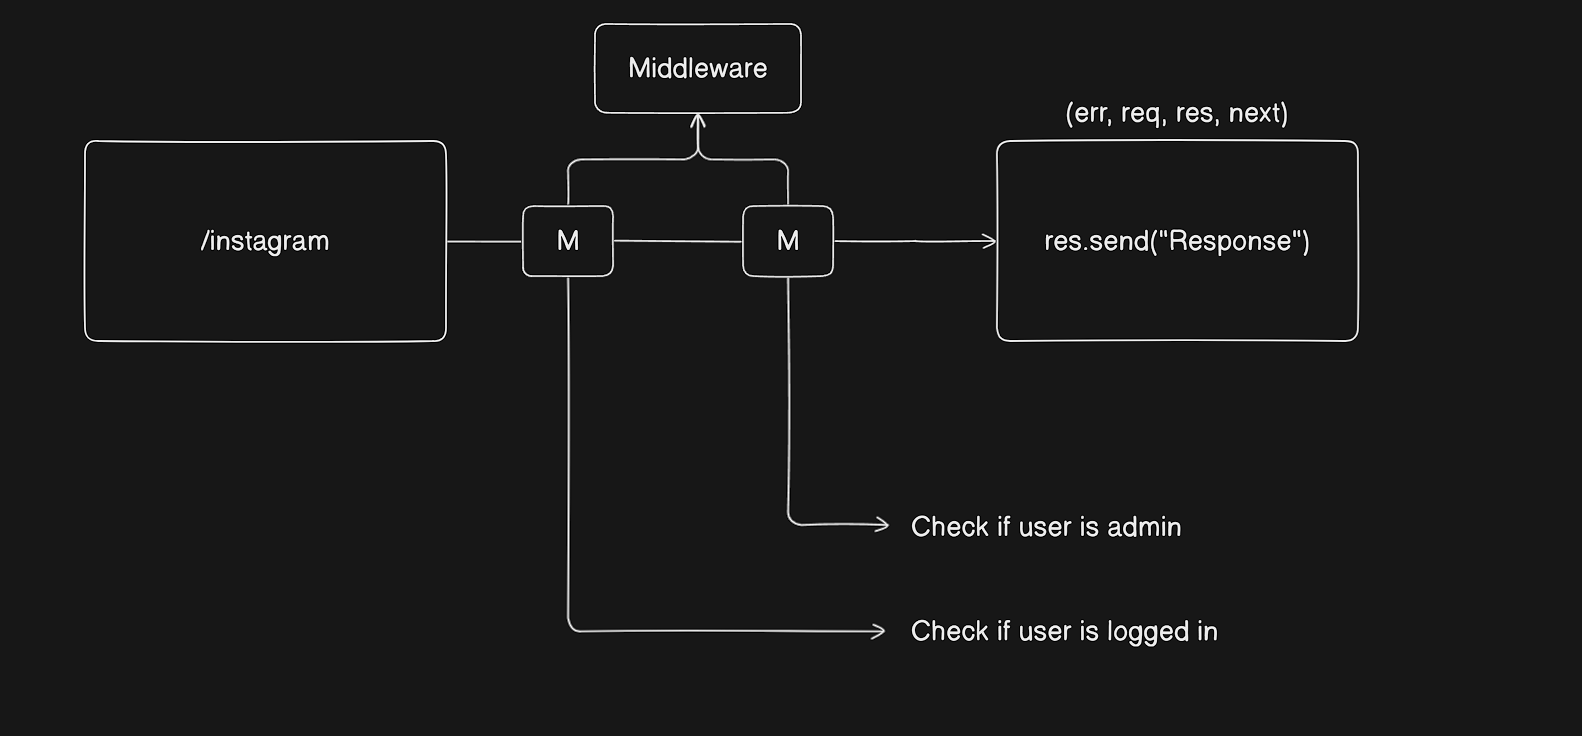 Middleware
(err, req, res, next)
/instagram
M
M
res.send("Response")
Check if user is admin
Check if user is logged in